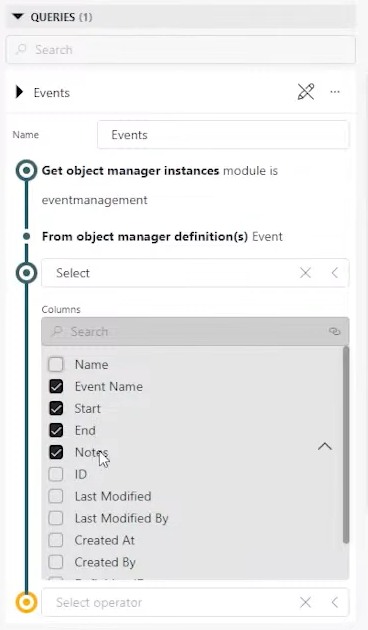 QUERIES (1)
Search
Events
Name
Events
Get object manager instances module is
eventmanagement
From object manager definition(s) Event
Select
Columns
Search
Name
Event Name
Start
End
Notes
ID
Last Modified
Last Modified By
Created At
Created By
Select operator